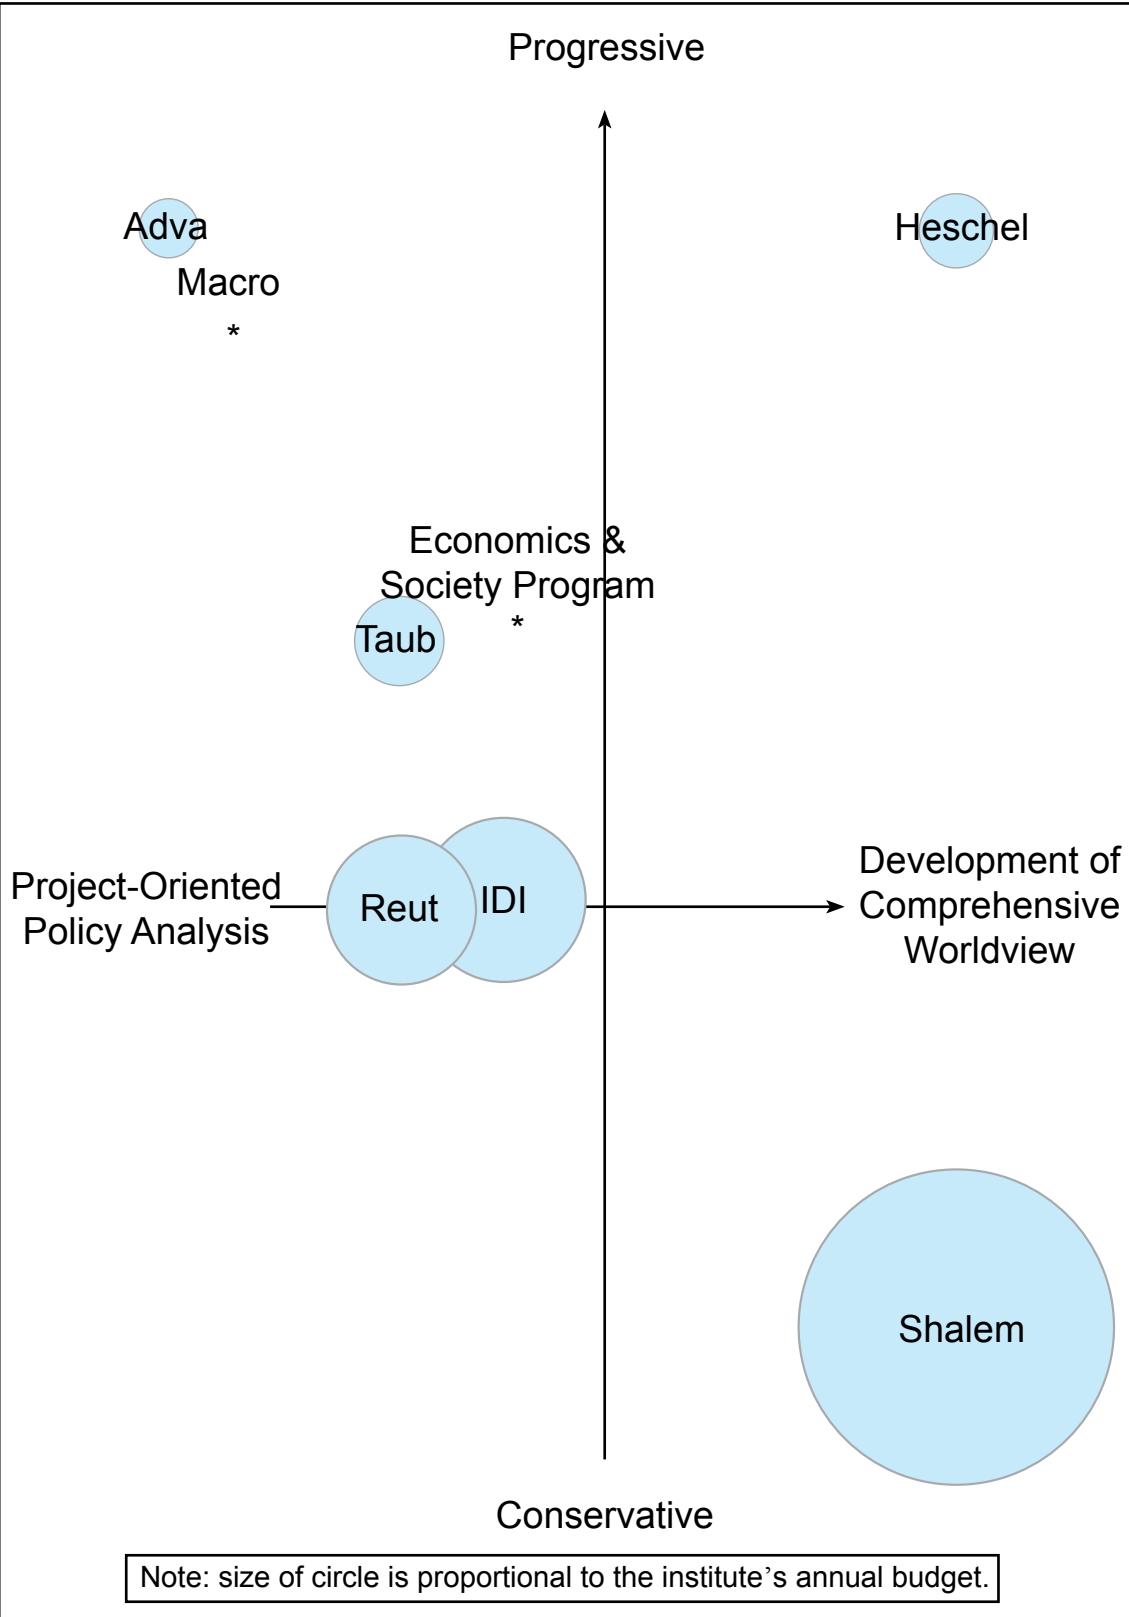 Progressive
Adva
Heschel
Macro
*
Economics &
Society Program
*
Taub
Project-Oriented
Policy Analysis
Reut
IDI
Development of
Comprehensive
Worldview
Shalem
Conservative
Note: size of circle is proportional to the institute’s annual budget.